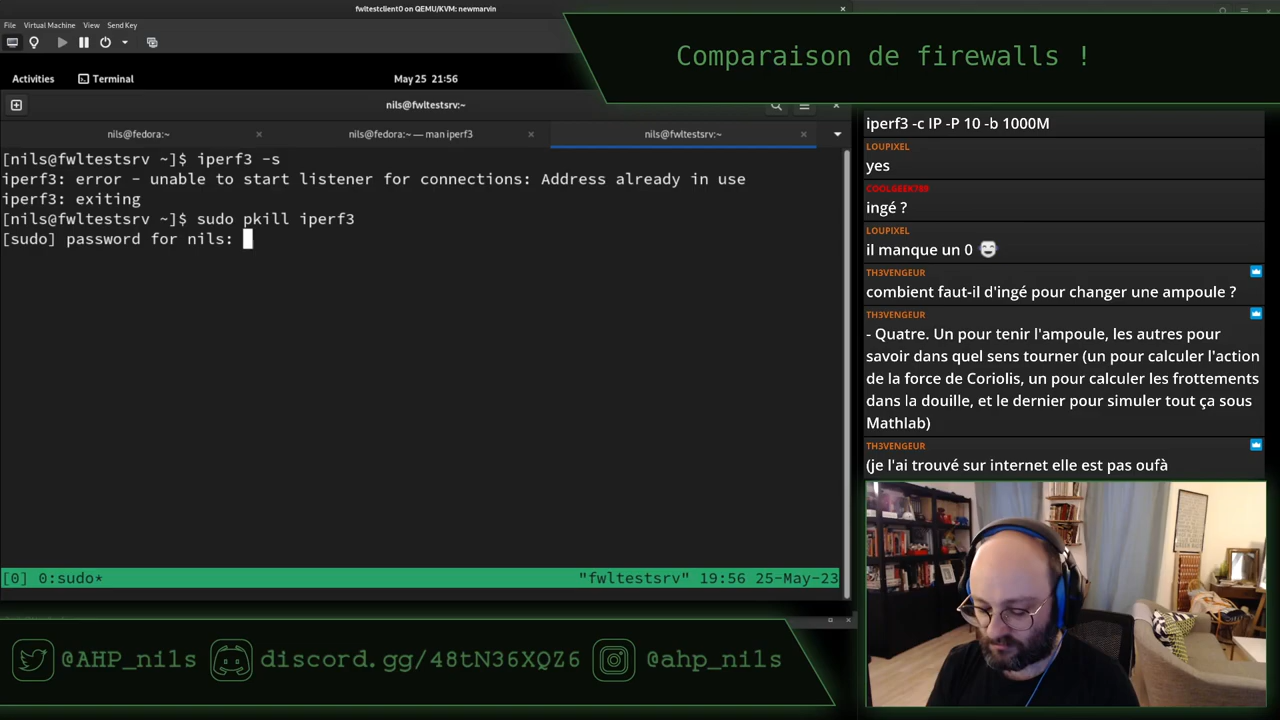 fwltestclient0 on QEMU/KVM: newmarvin
File Virtual Machine View Send Key
Comparaison de firewalls !
Activities Terminal May 25 21:56
nils@fwltestsrv:~
nils@fedora:~ nils@fedora:~ — man iperf3 nils@fwltestsrv:~
[nils@fwltestsrv ~]$ iperf3 -s
iperf3: error - unable to start listener for connections: Address already in use
iperf3: exiting
[nils@fwltestsrv ~]$ sudo pkill iperf3
[sudo] password for nils:
[0] 0:sudo* "fwltestsrv" 19:56 25-May-23
iperf3 -c IP -P 10 -b 1000M
LOUPIXEL
yes
COOLGEEK789
ingé ?
LOUPIXEL
il manque un 0
TH3VENGEUR
combient faut-il d'ingé pour changer une ampoule ?
TH3VENGEUR
- Quatre. Un pour tenir l'ampoule, les autres pour
savoir dans quel sens tourner (un pour calculer l'action
de la force de Coriolis, un pour calculer les frottements
dans la douille, et le dernier pour simuler tout ça sous
Mathlab)
TH3VENGEUR
(je l'ai trouvé sur internet elle est pas oufà
@AHP_nils discord.gg/48tN36XQZ6 @ahp_nils